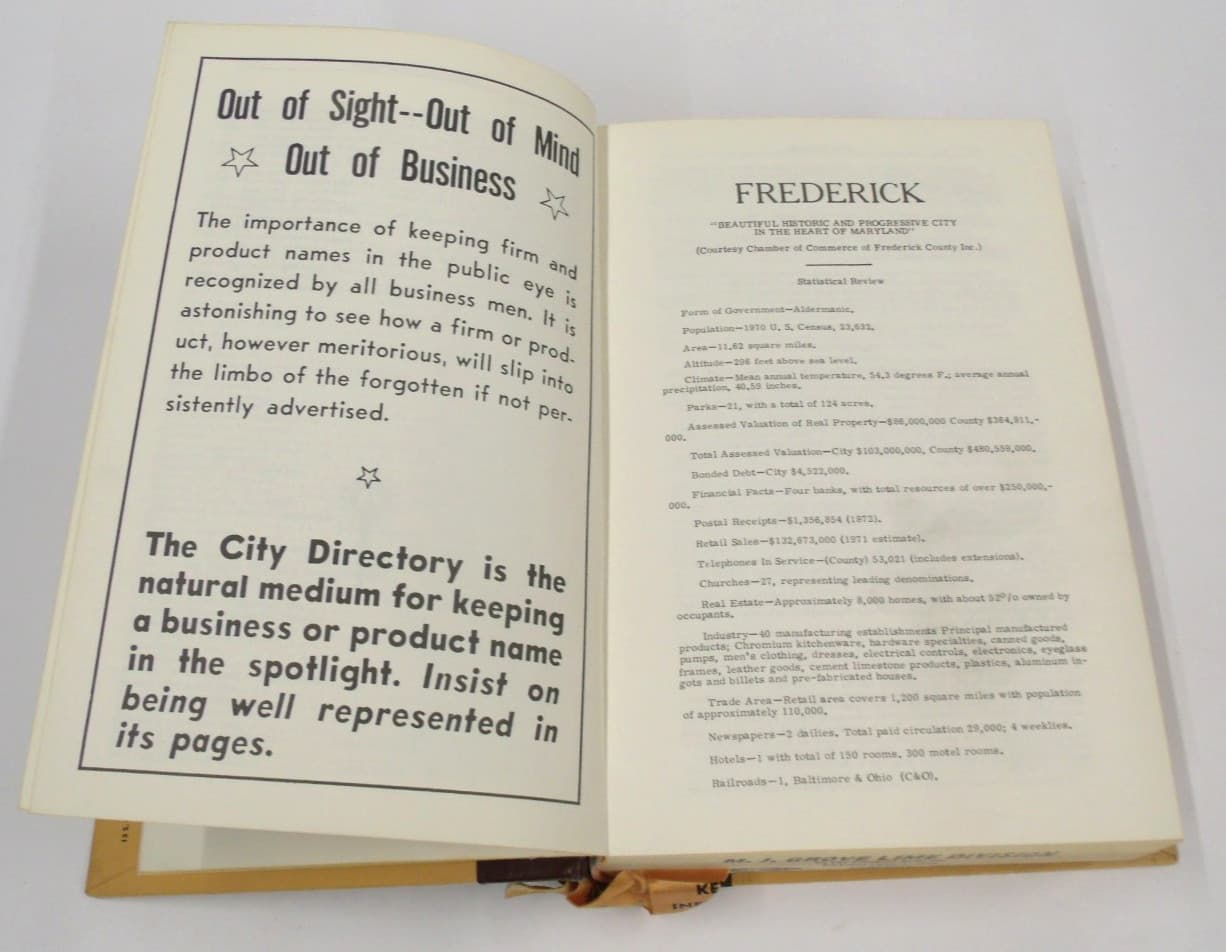 Out of Sight--Out of Mind
Out of Business
The importance of keeping firm and
product names in the public eye is
recognized by all business men. It is
astonishing to see how a firm or prod-
uct, however meritorious, will slip into
the limbo of the forgotten if not per-
sistently advertised.
The City Directory is the
natural medium for keeping
a business or product name
in the spotlight. Insist on
being well represented in
its pages.
FREDERICK
"BEAUTIFUL HISTORIC AND PROGRESSIVE CITY
IN THE HEART OF MARYLAND"
(Courtesy Chamber of Commerce of Frederick County Inc.)
Statistical Review
Form of Government—Aldermanic.
Population—1970 U. S. Census, 23,632.
Area—11.62 square miles.
Altitude—296 feet above sea level.
Climate—Mean annual temperature, 54.3 degrees F.; average annual
precipitation, 40.59 inches.
Parks—21, with a total of 124 acres.
Assessed Valuation of Real Property—$86,000,000 County $364,911,-
000.
Total Assessed Valuation—City $103,000,000, County $480,559,000.
Bonded Debt—City $4,522,000.
Financial Facts—Four banks, with total resources of over $250,000,-
000.
Postal Receipts—$1,356,854 (1972).
Retail Sales—$132,673,000 (1971 estimate).
Telephones In Service—(County) 53,021 (includes extensions).
Churches—27, representing leading denominations.
Real Estate—Approximately 8,000 homes, with about 52º/o owned by
occupants.
Industry—40 manufacturing establishments Principal manufactured
products; Chromium kitchenware, hardware specialties, canned goods,
pumps, men's clothing, dresses, electrical controls, electronics, eyeglass
frames, leather goods, cement limestone products, plastics, aluminum in-
gots and billets and pre-fabricated houses.
Trade Area—Retail area covers 1,200 square miles with population
of approximately 110,000.
Newspapers—2 dailies. Total paid circulation 29,000; 4 weeklies.
Hotels—1 with total of 150 rooms. 300 motel rooms.
Railroads—1, Baltimore & Ohio (C&O).
M. J. GROVE LIME DIVISION
KE